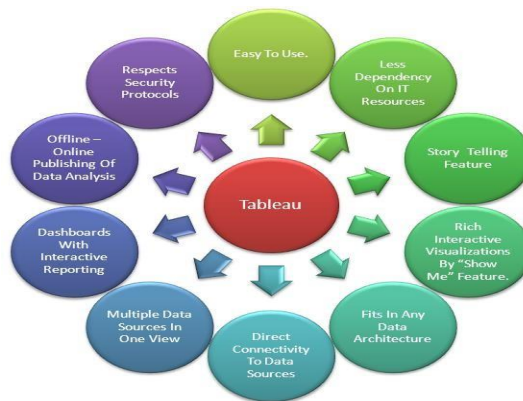 Easy To Use.
Less
Dependency
On IT
Resources
Story Telling
Feature
Rich
Interactive
Visualizations
By "Show
Me" Feature.
Fits In Any
Data
Architecture
Direct
Connectivity
To Data
Sources
Multiple Data
Sources In
One View
Dashboards
With
Interactive
Reporting
Offline –
Online
Publishing Of
Data Analysis
Respects
Security
Protocols
Tableau